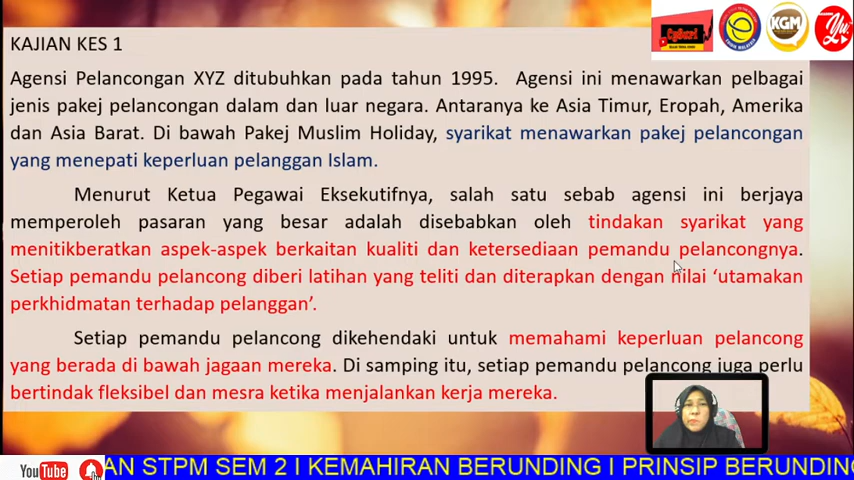 KAJIAN KES 1
Agensi Pelancongan XYZ ditubuhkan pada tahun 1995. Agensi ini menawarkan pelbagai
jenis pakej pelancongan dalam dan luar negara. Antaranya ke Asia Timur, Eropah, Amerika
dan Asia Barat. Di bawah Pakej Muslim Holiday, syarikat menawarkan pakej pelancongan
yang menepati keperluan pelanggan Islam.
Menurut Ketua Pegawai Eksekutifnya, salah satu sebab agensi ini berjaya
memperoleh pasaran yang besar adalah disebabkan oleh tindakan syarikat yang
menitikberatkan aspek-aspek berkaitan kualiti dan ketersediaan pemandu pelancongnya.
Setiap pemandu pelancong diberi latihan yang teliti dan diterapkan dengan nilai ‘utamakan
perkhidmatan terhadap pelanggan’.
Setiap pemandu pelancong dikehendaki untuk memahami keperluan pelancong
yang berada di bawah jagaan mereka. Di samping itu, setiap pemandu pelancong juga perlu
bertindak fleksibel dan mesra ketika menjalankan kerja mereka.
KGM
YouTube
AN STPM SEM 2 I KEMAHIRAN BERUNDING I PRINSIP BERUNDING